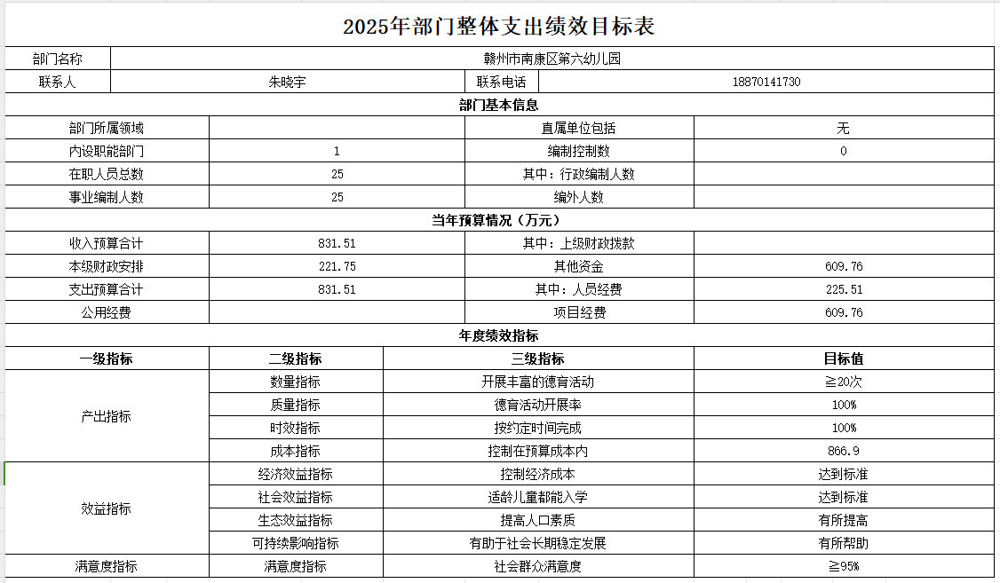 2025年部门整体支出绩效目标表
部门名称 赣州市南康区第六幼儿园
联系人 朱晓宇 联系电话 18870141730
部门基本信息
部门所属领域 直属单位包括 无
内设职能部门 1 编制控制数 0
在职人员总数 25 其中：行政编制人数
事业编制人数 25 编外人数
当年预算情况（万元）
收入预算合计 831.51 其中：上级财政拨款
本级财政安排 221.75 其他资金 609.76
支出预算合计 831.51 其中：人员经费 225.51
公用经费 项目经费 609.76
年度绩效指标
一级指标 二级指标 三级指标 目标值
产出指标 数量指标 开展丰富的德育活动 ≧20次
质量指标 德育活动开展率 100%
时效指标 按约定时间完成 100%
成本指标 控制在预算成本内 866.9
效益指标 经济效益指标 控制经济成本 达到标准
社会效益指标 适龄儿童都能入学 达到标准
生态效益指标 提高人口素质 有所提高
可持续影响指标 有助于社会长期稳定发展 有所帮助
满意度指标 满意度指标 社会群众满意度 ≧95%